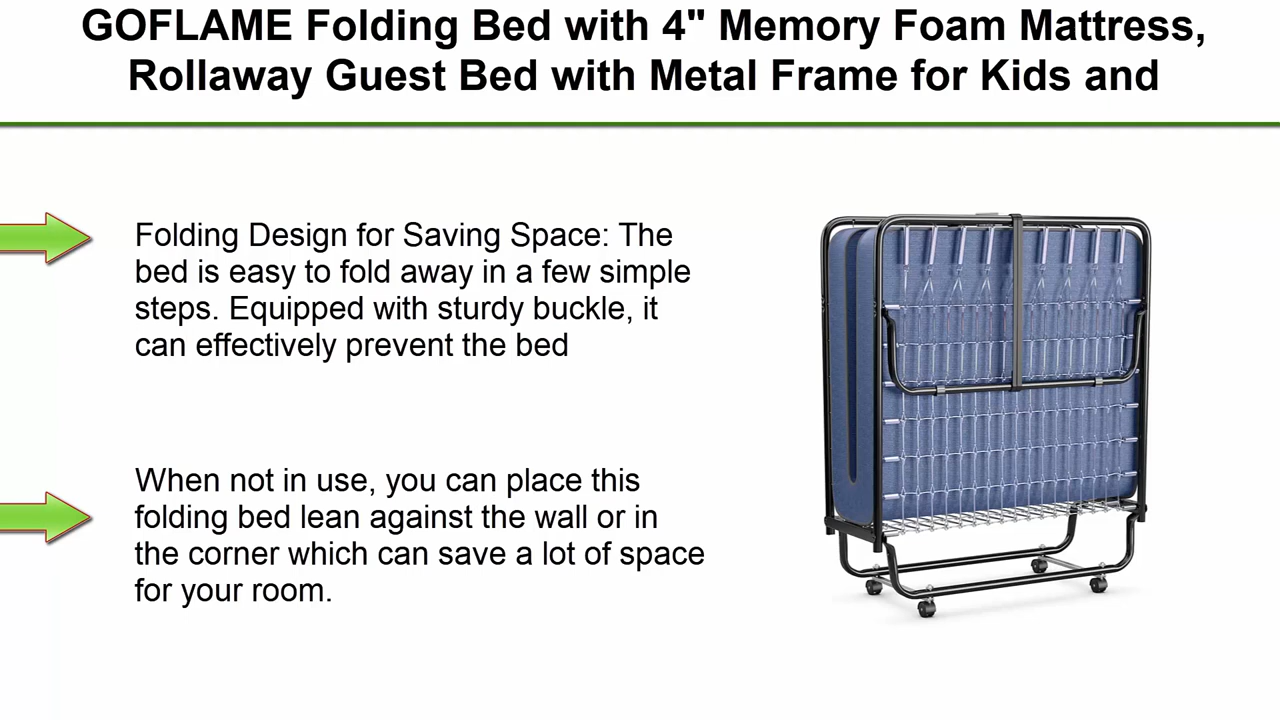 GOFLAME Folding Bed with 4" Memory Foam Mattress,
Rollaway Guest Bed with Metal Frame for Kids and
Folding Design for Saving Space: The
bed is easy to fold away in a few simple
steps. Equipped with sturdy buckle, it
can effectively prevent the bed
When not in use, you can place this
folding bed lean against the wall or in
the corner which can save a lot of space
for your room.